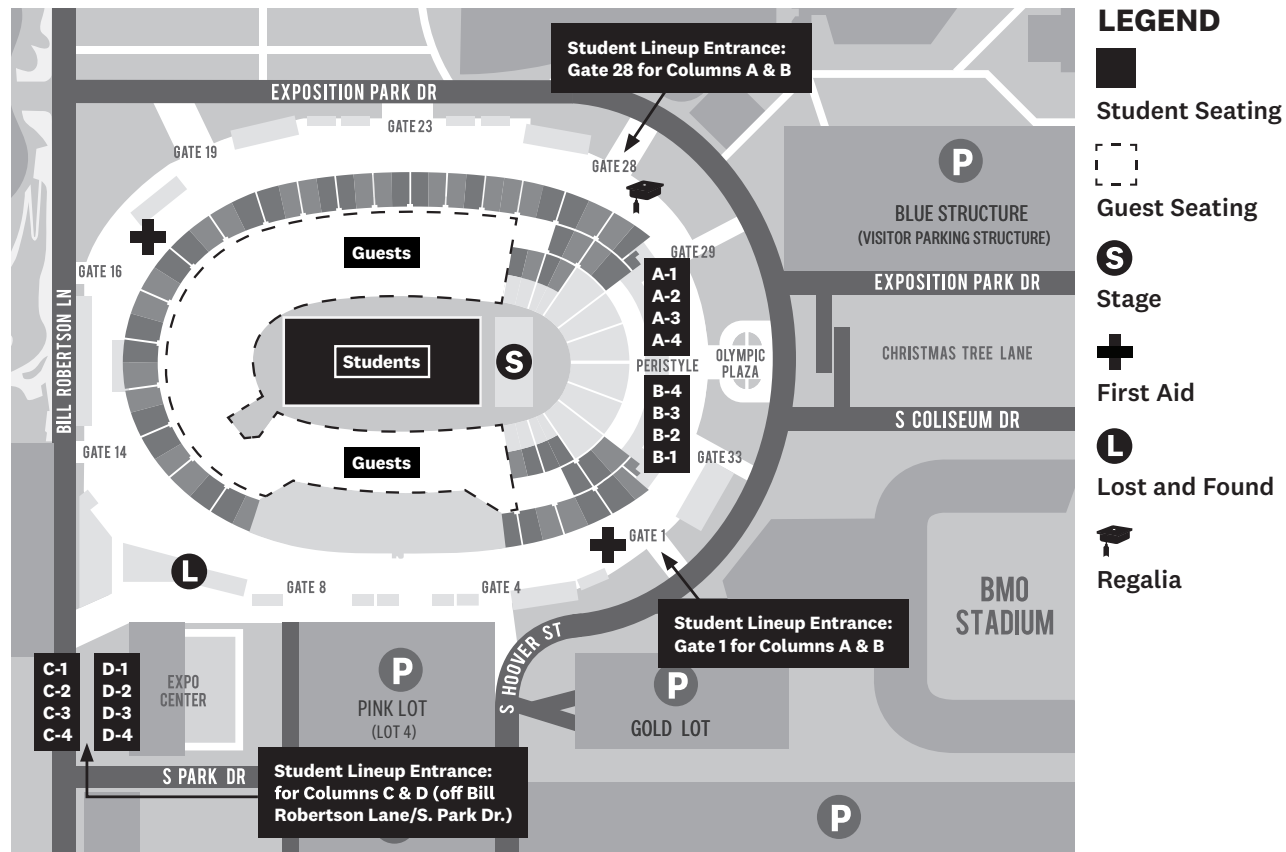 LEGEND
Student Seating
Guest Seating
S
Stage
First Aid
L
Lost and Found
Regalia
Student Lineup Entrance:
Gate 28 for Columns A & B
EXPOSITION PARK DR
GATE 23
GATE 19
GATE 28
P
BLUE STRUCTURE
(VISITOR PARKING STRUCTURE)
GATE 29
GATE 16
Guests
A-1
A-2
A-3
A-4
EXPOSITION PARK DR
BILL ROBERTSON LN
Students
S
PERISTYLE
OLYMPIC
PLAZA
CHRISTMAS TREE LANE
B-4
B-3
B-2
B-1
S COLISEUM DR
GATE 14
Guests
GATE 33
GATE 1
L
GATE 8
GATE 4
BMO
STADIUM
Student Lineup Entrance:
Gate 1 for Columns A & B
S HOOVER ST
C-1
C-2
C-3
C-4
D-1
D-2
D-3
D-4
EXPO
CENTER
P
PINK LOT
(LOT 4)
P
GOLD LOT
S PARK DR
Student Lineup Entrance:
for Columns C & D (off Bill
Robertson Lane/S. Park Dr.)
P